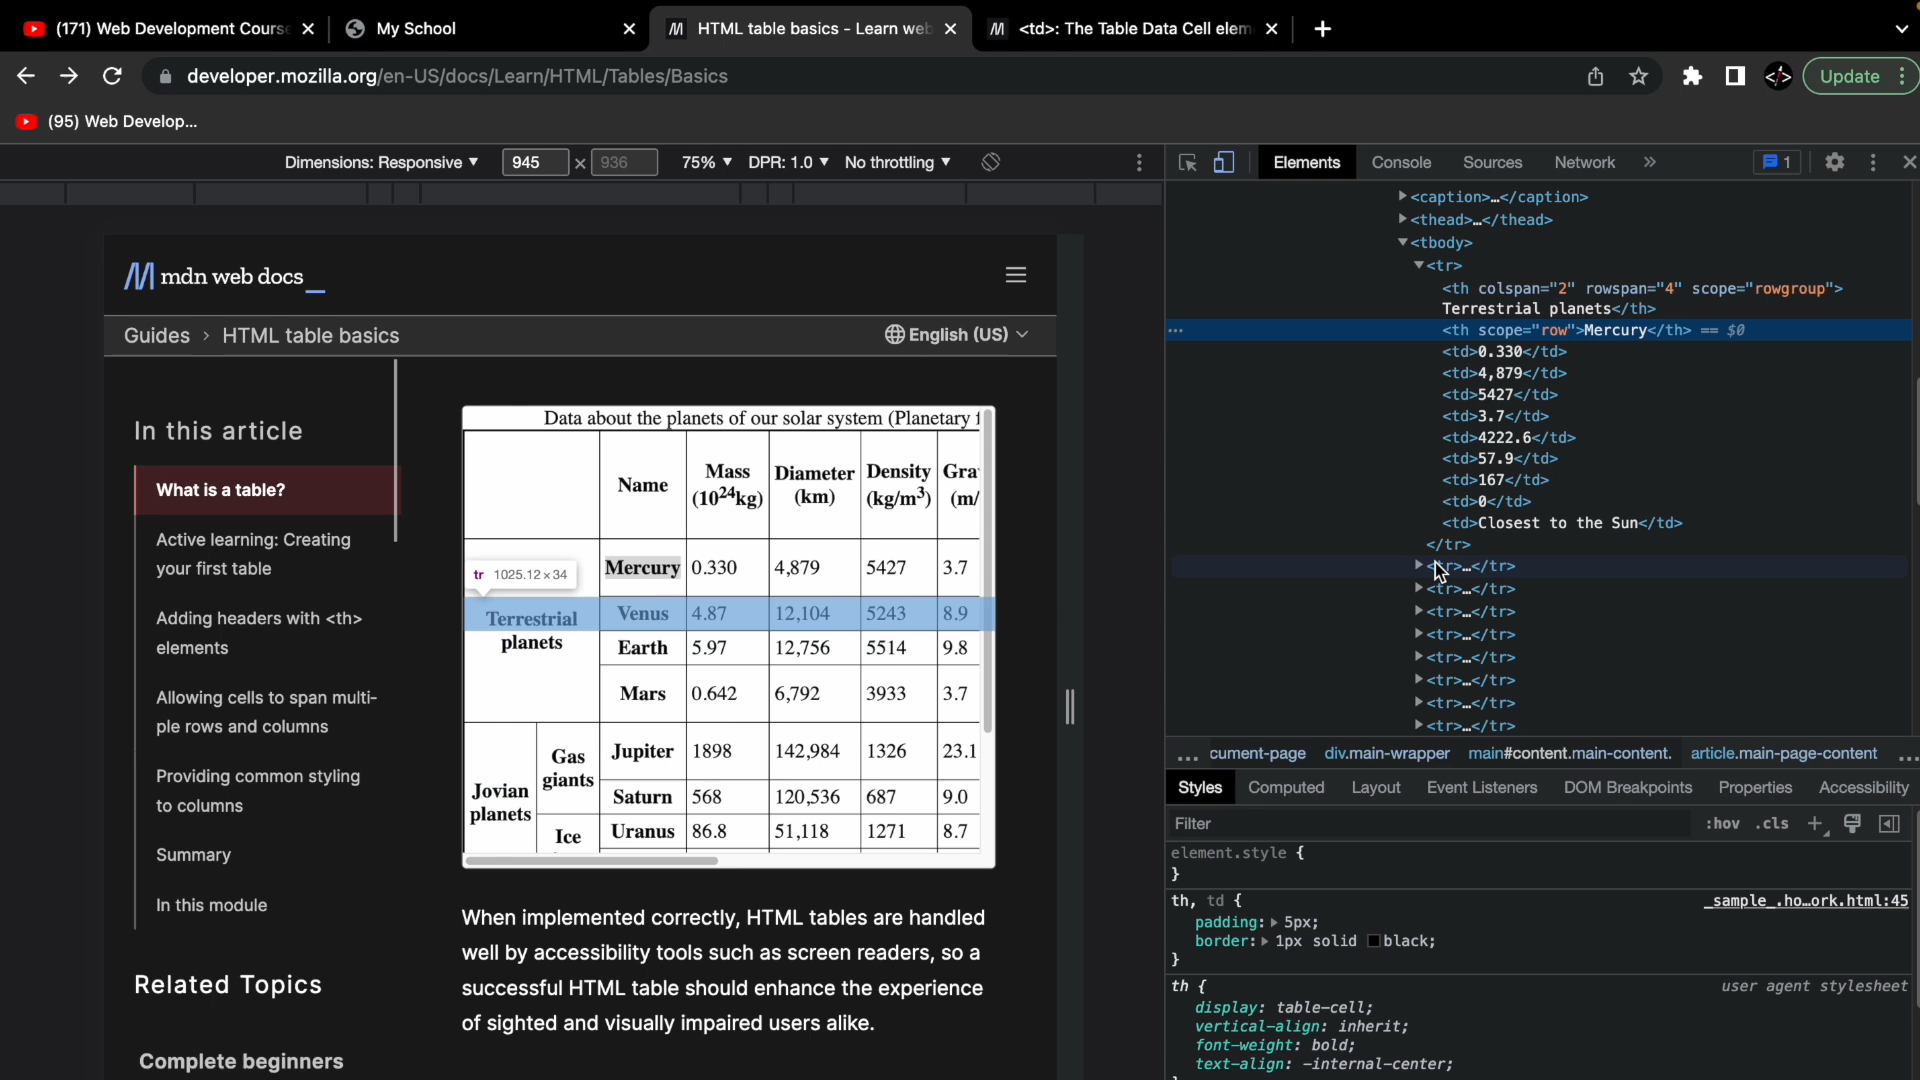 (171) Web Development Course
My School
HTML table basics - Learn web
<td>: The Table Data Cell elem
developer.mozilla.org/en-US/docs/Learn/HTML/Tables/Basics
Update
(95) Web Develop...
Dimensions: Responsive
945
×
936
75%
DPR: 1.0
No throttling
Elements
Console
Sources
Network
»
1
mdn web docs
Guides
HTML table basics
English (US)
In this article
What is a table?
Active learning: Creating
your first table
Adding headers with <th>
elements
Allowing cells to span multi-
ple rows and columns
Providing common styling
to columns
Summary
In this module
Related Topics
Complete beginners
Data about the planets of our solar system (Planetary f
Name
Mass
(10²⁴kg)
Diameter
(km)
Density
(kg/m³)
Gra
(m/
Mercury 0.330 4,879 5427 3.7
tr 1025.12×34
Terrestrial
planets
Venus 4.87 12,104 5243 8.9
Earth 5.97 12,756 5514 9.8
Mars 0.642 6,792 3933 3.7
Jovian
planets
Gas
giants
Jupiter 1898 142,984 1326 23.1
Saturn 568 120,536 687 9.0
Ice
Uranus 86.8 51,118 1271 8.7
When implemented correctly, HTML tables are handled
well by accessibility tools such as screen readers, so a
successful HTML table should enhance the experience
of sighted and visually impaired users alike.
<caption>…</caption>
<thead>…</thead>
<tbody>
<tr>
<th colspan="2" rowspan="4" scope="rowgroup">
Terrestrial planets</th>
<th scope="row">Mercury</th> == $0
<td>0.330</td>
<td>4,879</td>
<td>5427</td>
<td>3.7</td>
<td>4222.6</td>
<td>57.9</td>
<td>167</td>
<td>0</td>
<td>Closest to the Sun</td>
</tr>
<tr>…</tr>
<tr>…</tr>
<tr>…</tr>
<tr>…</tr>
<tr>…</tr>
<tr>…</tr>
<tr>…</tr>
<tr>…</tr>
... cument-page div.main-wrapper main#content.main-content. article.main-page-content ...
Styles
Computed
Layout
Event Listeners
DOM Breakpoints
Properties
Accessibility
Filter
:hov
.cls
element.style {
}
th, td {
_sample_.ho…ork.html:45
padding: 5px;
border: 1px solid black;
}
th {
user agent stylesheet
display: table-cell;
vertical-align: inherit;
font-weight: bold;
text-align: -internal-center;